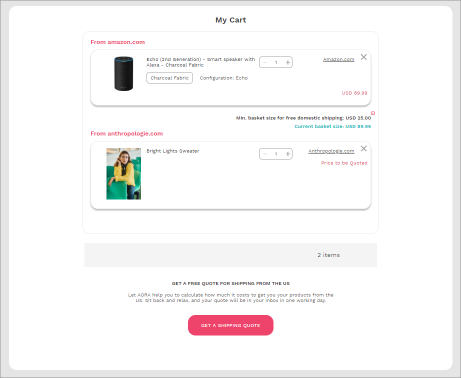 My Cart
From amazon.com
Echo (2nd Generation) - Smart speaker with
Alexa - Charcoal Fabric
− 1 +
Amazon.com
Charcoal Fabric
Configuration: Echo
USD 89.99
Min. basket size for free domestic shipping: USD 25.00
Current basket size: USD 89.99
From anthropologie.com
Bright Lights Sweater
− 1 +
Anthropologie.com
Price to be Quoted
2 items
GET A FREE QUOTE FOR SHIPPING FROM THE US
Let AORA help you to calculate how much it costs to get you your products from the
US. Sit back and relax, and your quote will be in your inbox in one working day.
GET A SHIPPING QUOTE